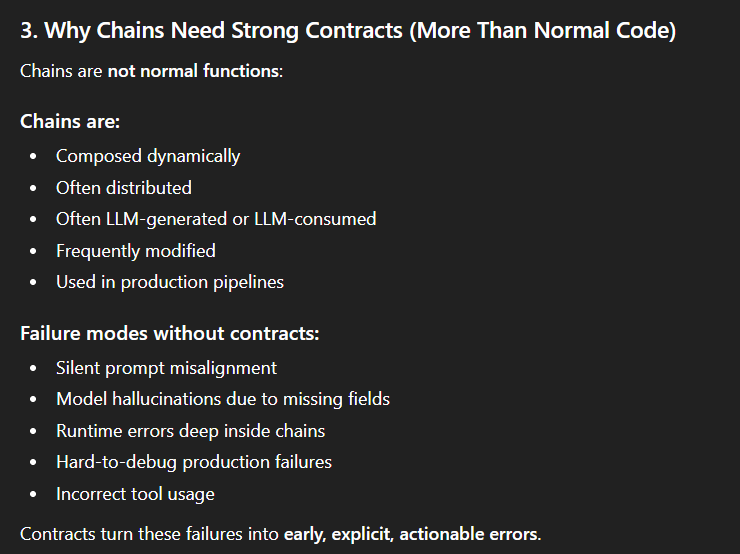 3. Why Chains Need Strong Contracts (More Than Normal Code)
Chains are not normal functions:
Chains are:
• Composed dynamically
• Often distributed
• Often LLM-generated or LLM-consumed
• Frequently modified
• Used in production pipelines
Failure modes without contracts:
• Silent prompt misalignment
• Model hallucinations due to missing fields
• Runtime errors deep inside chains
• Hard-to-debug production failures
• Incorrect tool usage
Contracts turn these failures into early, explicit, actionable errors.